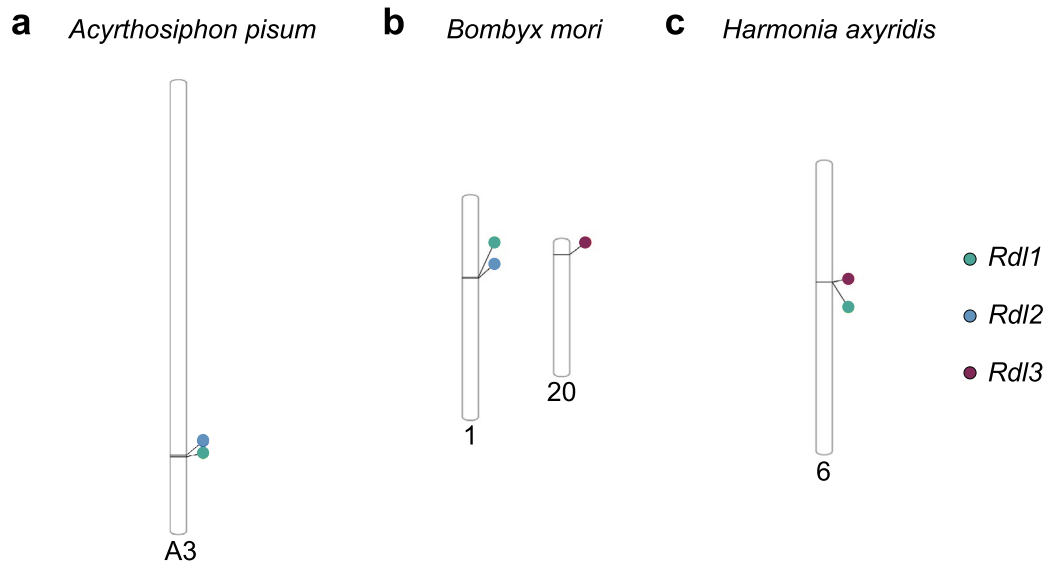 a Acyrthosiphon pisum
b Bombyx mori
c Harmonia axyridis
A3
1
20
6
Rdl1
Rdl2
Rdl3